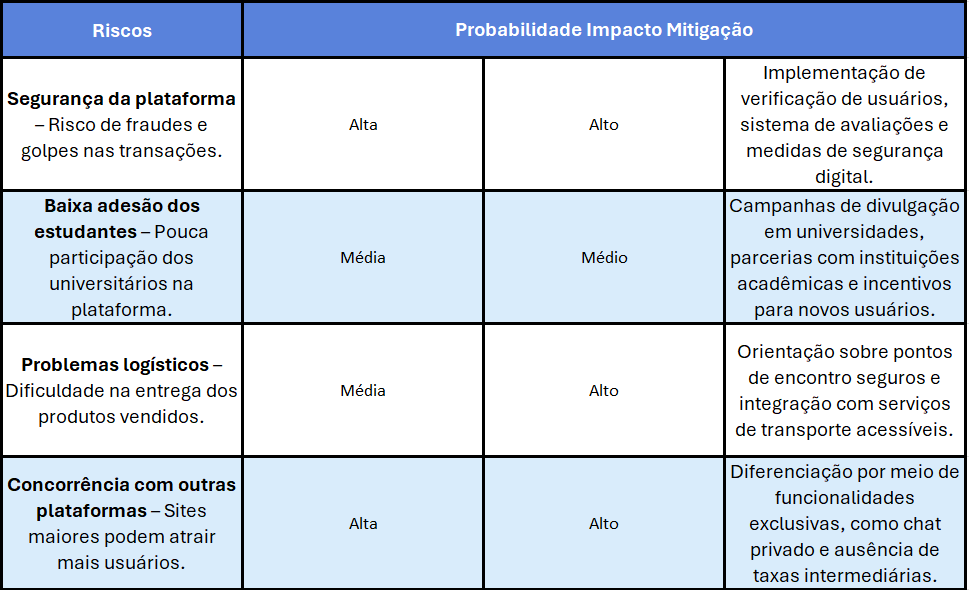 Riscos
Probabilidade Impacto Mitigação
Segurança da plataforma
– Risco de fraudes e
golpes nas transações.
Alta
Alto
Implementação de
verificação de usuários,
sistema de avaliações e
medidas de segurança
digital.
Baixa adesão dos
estudantes – Pouca
participação dos
universitários na
plataforma.
Média
Médio
Campanhas de divulgação
em universidades,
parcerias com instituições
acadêmicas e incentivos
para novos usuários.
Problemas logísticos –
Dificuldade na entrega dos
produtos vendidos.
Média
Alto
Orientação sobre pontos
de encontro seguros e
integração com serviços
de transporte acessíveis.
Concorrência com outras
plataformas – Sites
maiores podem atrair
mais usuários.
Alta
Alto
Diferenciação por meio de
funcionalidades
exclusivas, como chat
privado e ausência de
taxas intermediárias.